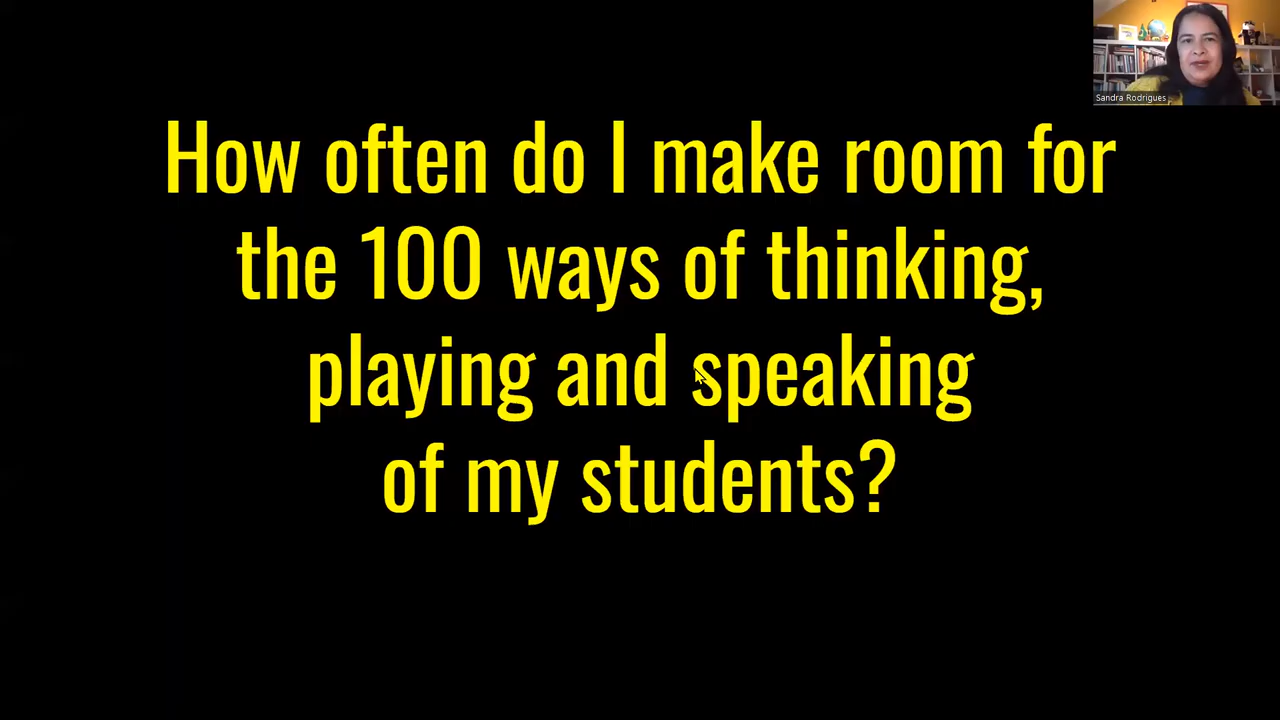 Sandra Rodrigues
How often do I make room for
the 100 ways of thinking,
playing and speaking
of my students?